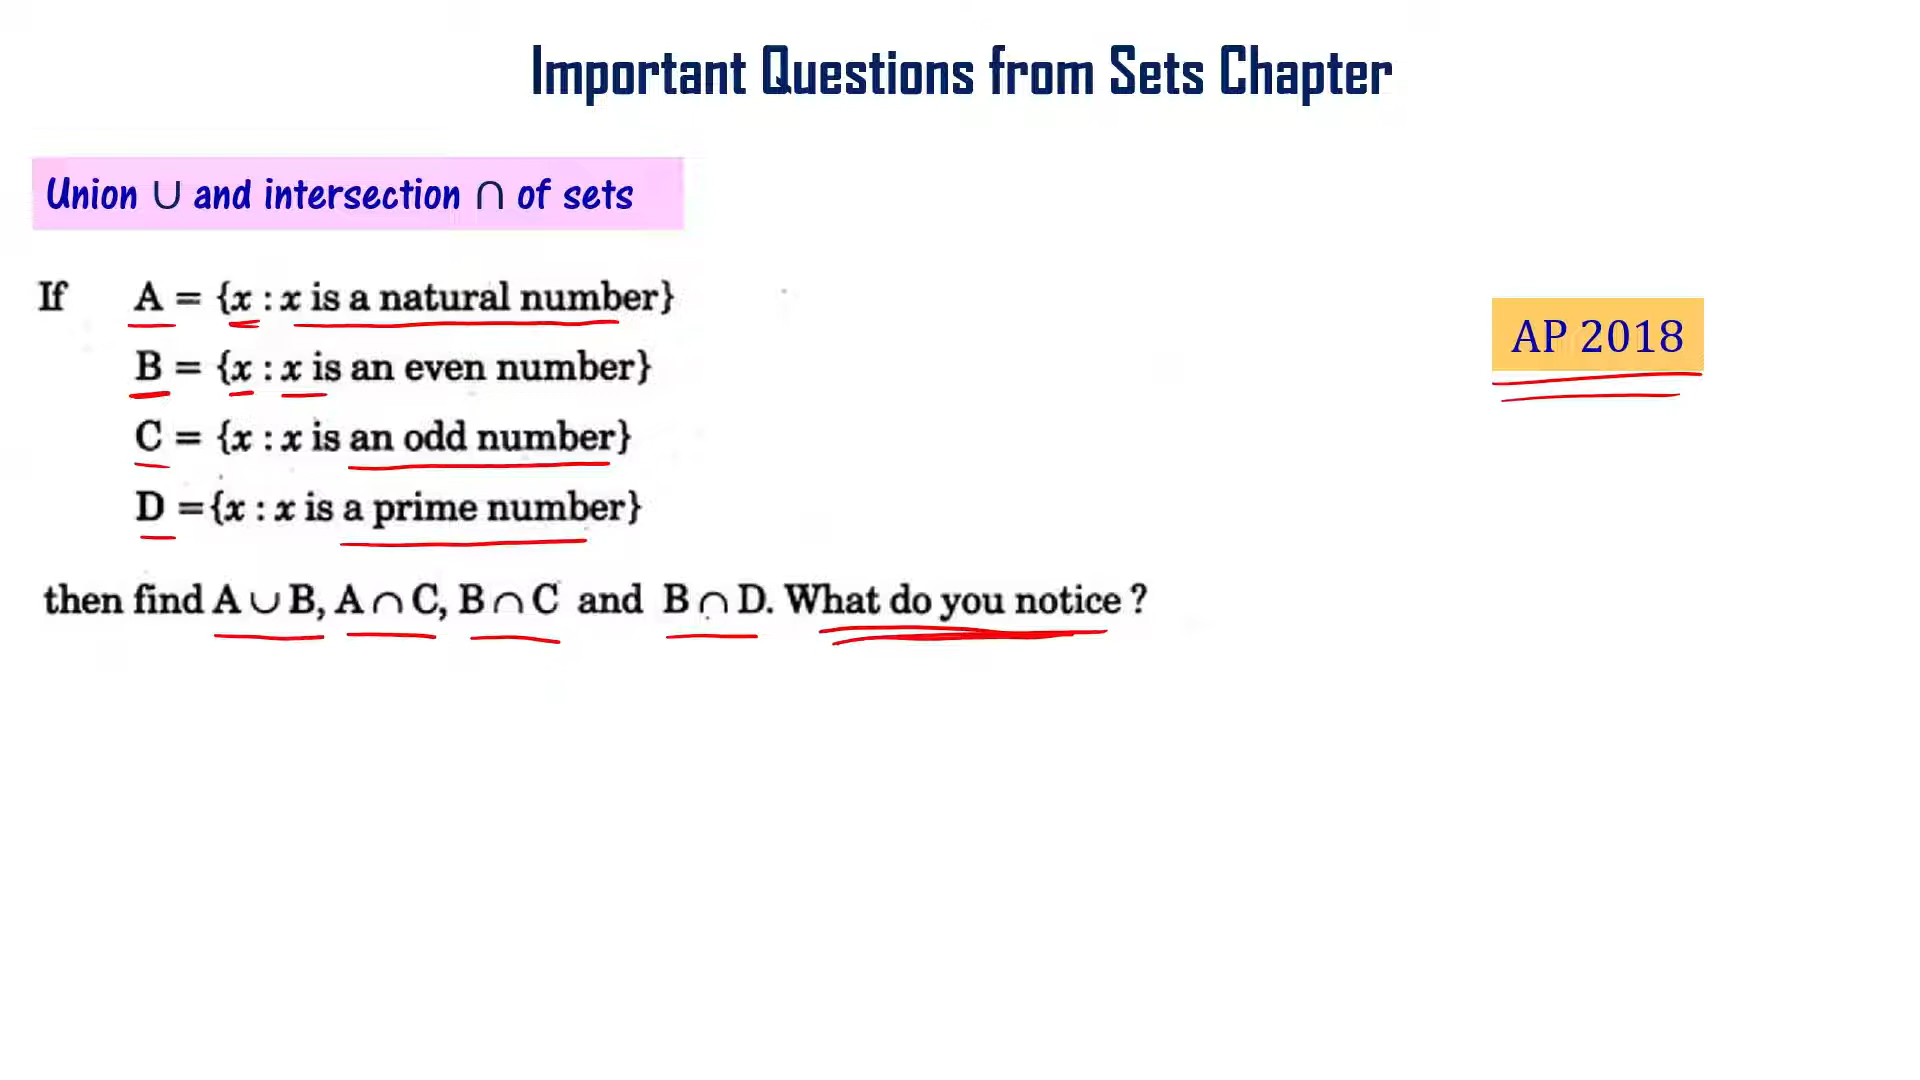 Important Questions from Sets Chapter
Union ∪ and intersection ∩ of sets
If A = {x : x is a natural number}
AP 2018
B = {x : x is an even number}
C = {x : x is an odd number}
D ={x : x is a prime number}
then find A ∪ B, A ∩ C, B ∩ C and B ∩ D. What do you notice ?